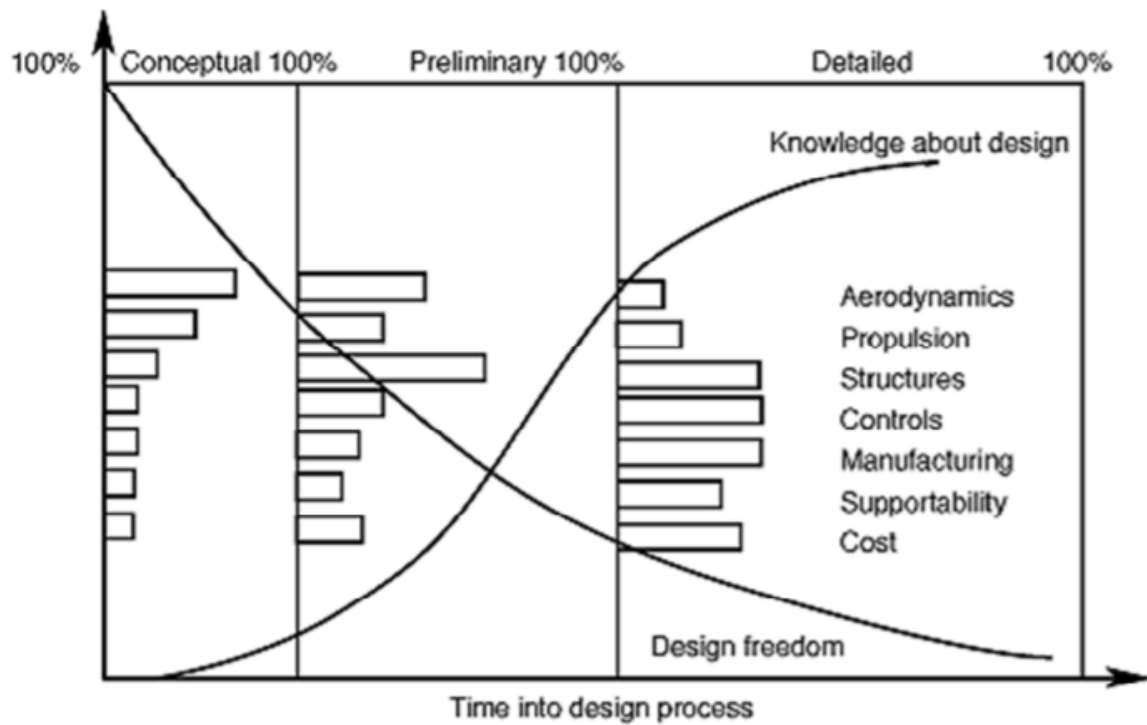 100% Conceptual 100% Preliminary 100% Detailed 100%
Knowledge about design
Aerodynamics
Propulsion
Structures
Controls
Manufacturing
Supportability
Cost
Design freedom
Time into design process